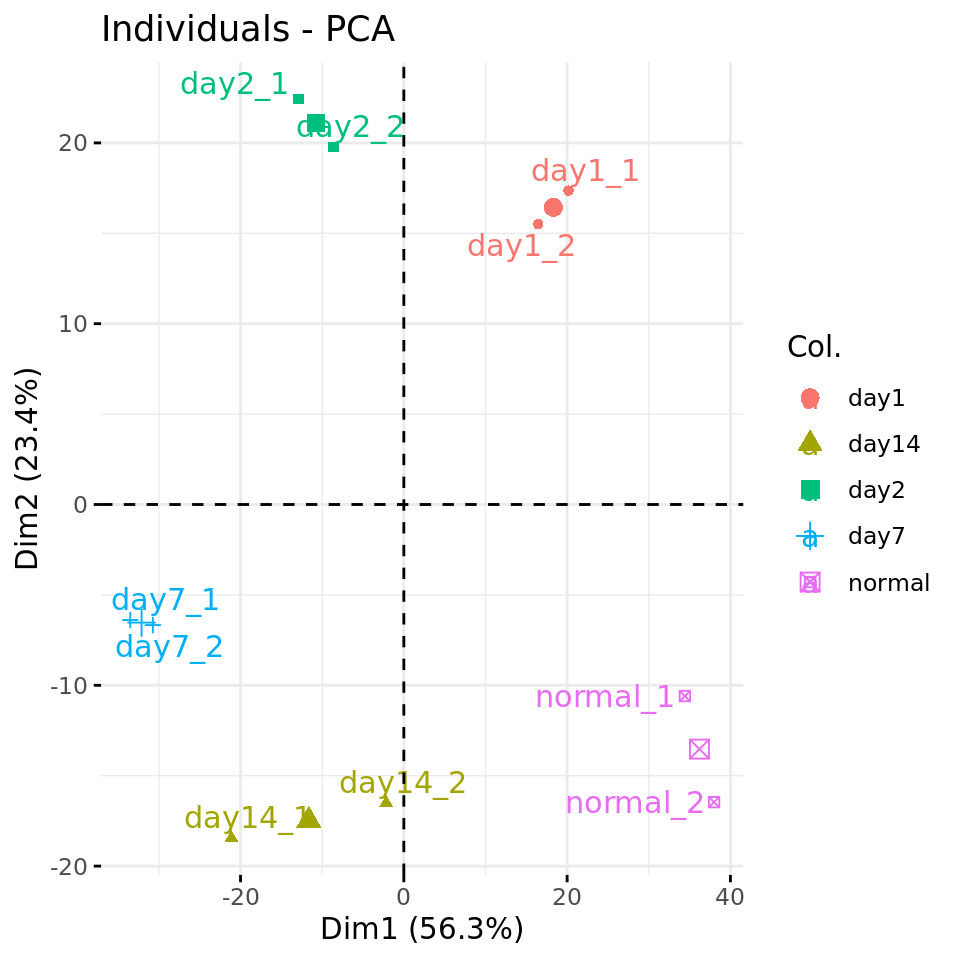 Individuals - PCA
day2_1
day2_2
day1_1
day1_2
day7_1
day7_2
normal_1
normal_2
day14_2
day14_1
20
10
0
-10
-20
-20
0
20
40
Dim1 (56.3%)
Dim2 (23.4%)
Col.
a day1
a day14
a day2
a day7
a normal